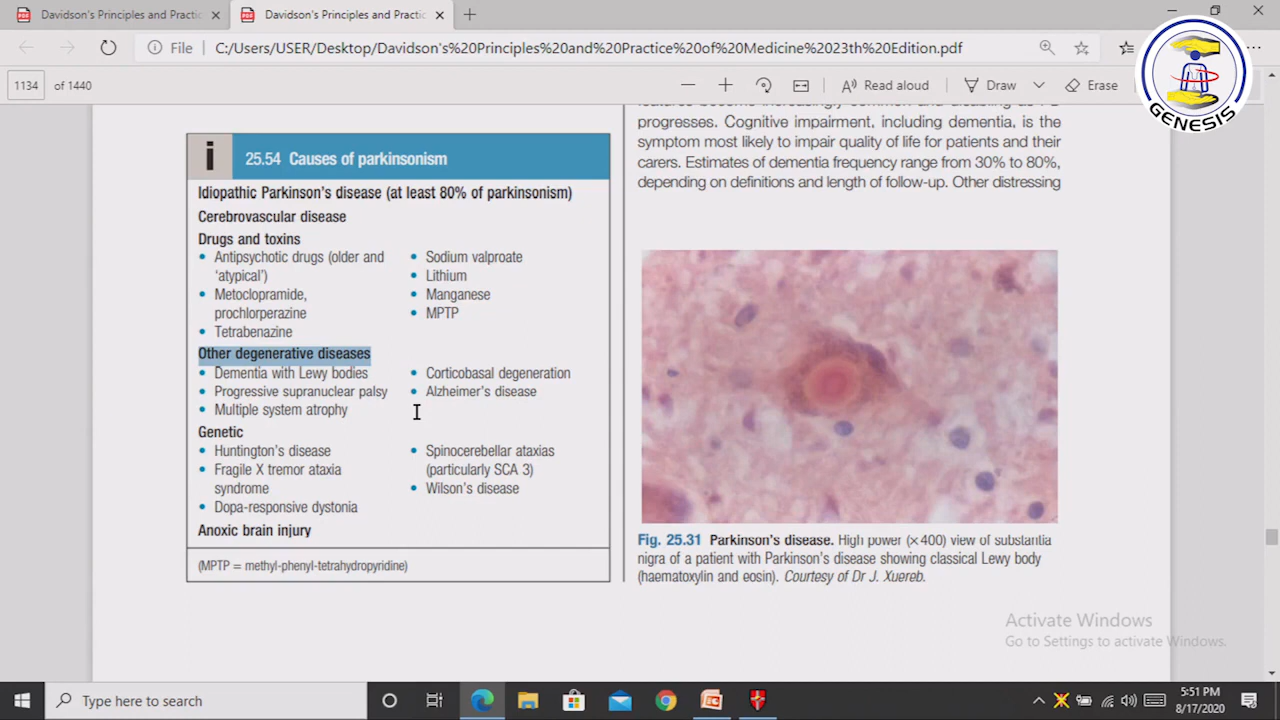 Davidson's Principles and Practic
Davidson's Principles and Practic
File
C:/Users/USER/Desktop/Davidson's%20Principles%20and%20Practice%20of%20Medicine%2023th%20Edition.pdf
1134 of 1440
Read aloud
Draw
Erase
GENESIS
i
25.54 Causes of parkinsonism
Idiopathic Parkinson's disease (at least 80% of parkinsonism)
Cerebrovascular disease
Drugs and toxins
• Antipsychotic drugs (older and
'atypical')
• Metoclopramide,
prochlorperazine
• Tetrabenazine
• Sodium valproate
• Lithium
• Manganese
• MPTP
Other degenerative diseases
• Dementia with Lewy bodies
• Progressive supranuclear palsy
• Multiple system atrophy
• Corticobasal degeneration
• Alzheimer's disease
Genetic
• Huntington's disease
• Fragile X tremor ataxia
syndrome
• Dopa-responsive dystonia
• Spinocerebellar ataxias
(particularly SCA 3)
• Wilson's disease
Anoxic brain injury
(MPTP = methyl-phenyl-tetrahydropyridine)
features become increasingly common and disabling as PD
progresses. Cognitive impairment, including dementia, is the
symptom most likely to impair quality of life for patients and their
carers. Estimates of dementia frequency range from 30% to 80%,
depending on definitions and length of follow-up. Other distressing
Fig. 25.31 Parkinson's disease. High power (×400) view of substantia
nigra of a patient with Parkinson's disease showing classical Lewy body
(haematoxylin and eosin). Courtesy of Dr J. Xuereb.
Activate Windows
Go to Settings to activate Windows.
Type here to search
5:51 PM
8/17/2020